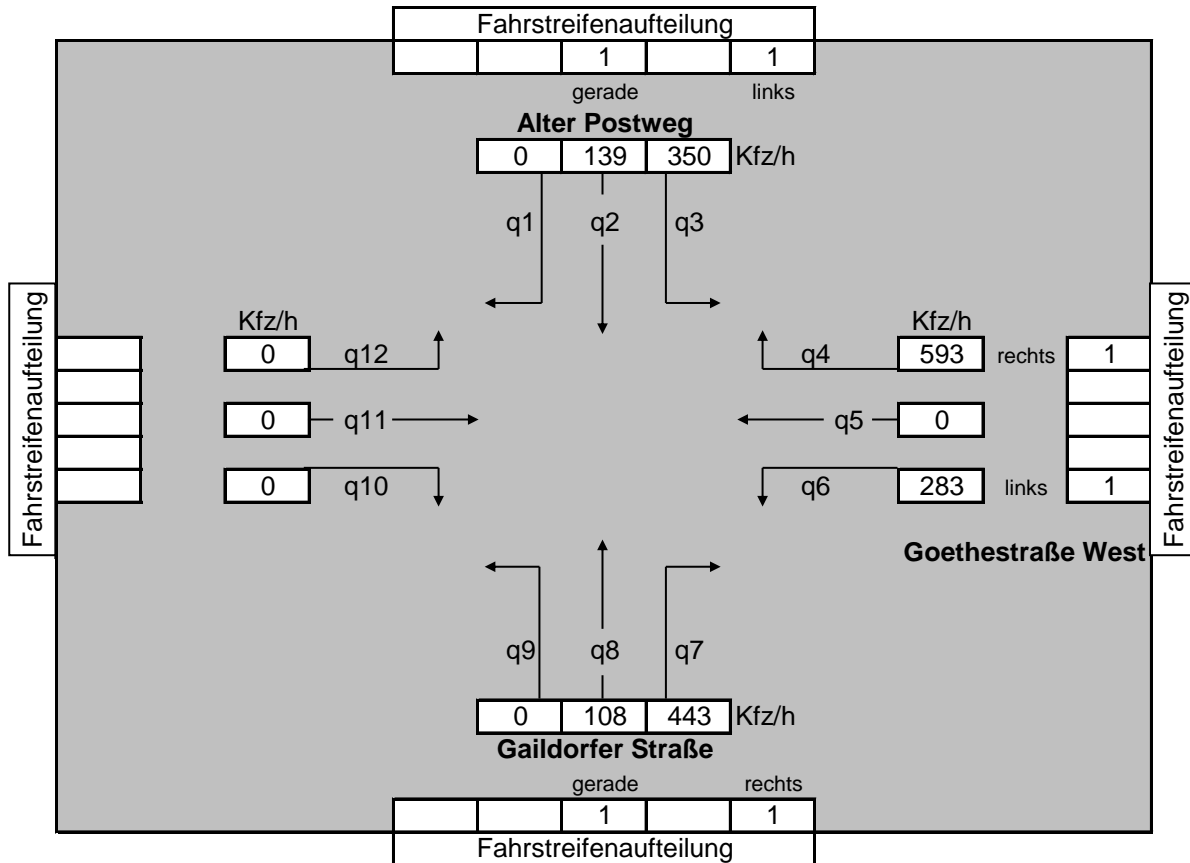 Fahrstreifenaufteilung
1 1
gerade links
Alter Postweg
0 139 350 Kfz/h
q1 q2 q3
Fahrstreifenaufteilung
Kfz/h
0 q12
0 q11
0 q10
Kfz/h
q4 593 rechts 1
q5 0
q6 283 links 1
Fahrstreifenaufteilung
Goethestraße West
q9 q8 q7
0 108 443 Kfz/h
Gaildorfer Straße
gerade rechts
1 1
Fahrstreifenaufteilung